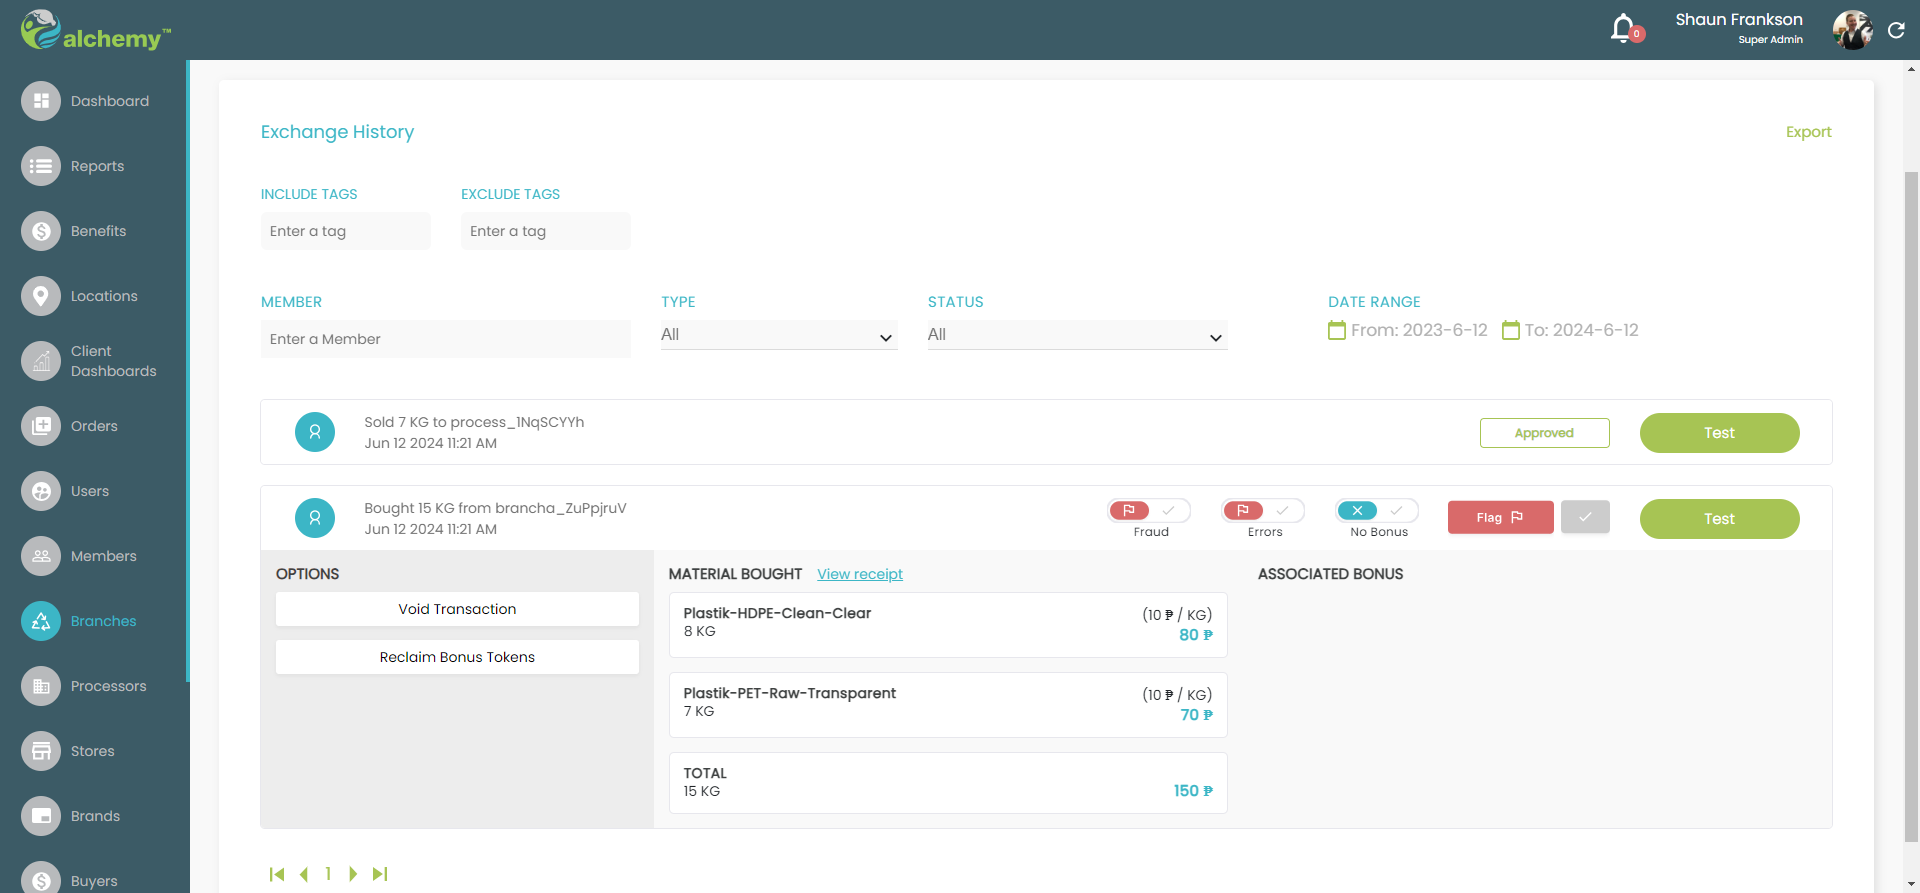 alchemy™
0
Shaun Frankson
Super Admin
Dashboard
Reports
Benefits
Locations
Client
Dashboards
Orders
Users
Members
Branches
Processors
Stores
Brands
Buyers
Exchange History
Export
INCLUDE TAGS
EXCLUDE TAGS
Enter a tag
Enter a tag
MEMBER
TYPE
STATUS
DATE RANGE
Enter a Member
All
All
From: 2023-6-12
To: 2024-6-12
Sold 7 KG to process_1NqSCYYh
Jun 12 2024 11:21 AM
Approved
Test
Bought 15 KG from brancha_ZuPpjruV
Jun 12 2024 11:21 AM
Fraud
Errors
No Bonus
Flag
Test
OPTIONS
Void Transaction
Reclaim Bonus Tokens
MATERIAL BOUGHT View receipt
Plastik-HDPE-Clean-Clear
(10 ₱ / KG)
8 KG
80 ₱
Plastik-PET-Raw-Transparent
(10 ₱ / KG)
7 KG
70 ₱
TOTAL
15 KG
150 ₱
ASSOCIATED BONUS
1